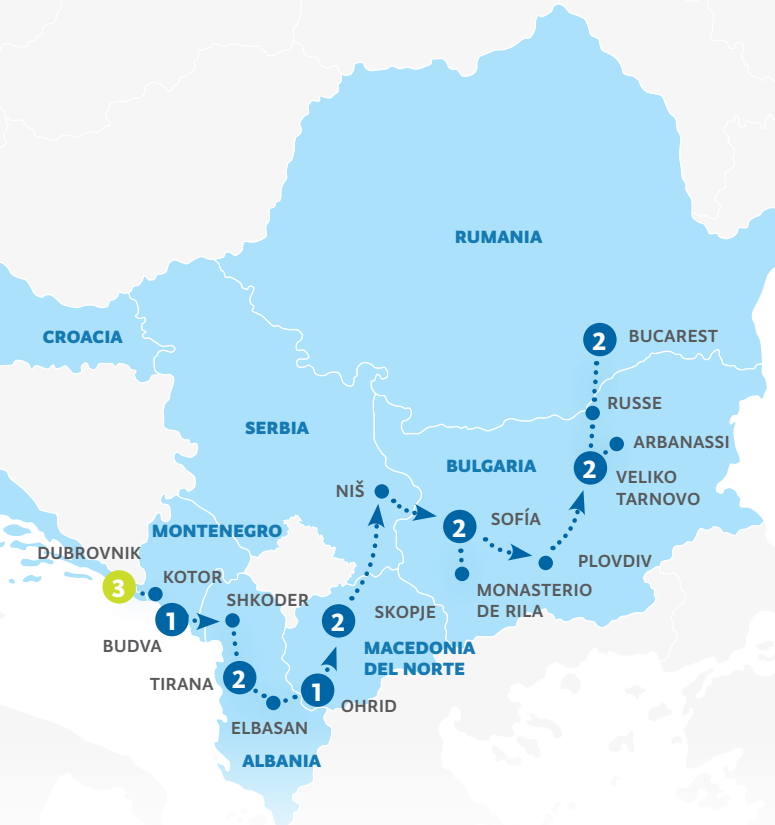 RUMANIA
2 BUCAREST
CROACIA
RUSSE
SERBIA
ARBANASSI
BULGARIA
2 VELIKO
TARNOVO
NIŠ
2 SOFÍA
MONTENEGRO
DUBROVNIK
3
KOTOR
PLOVDIV
MONASTERIO
DE RILA
SHKODER
1
BUDVA
2 SKOPJE
MACEDONIA
DEL NORTE
TIRANA 2
1 OHRID
ELBASAN
ALBANIA